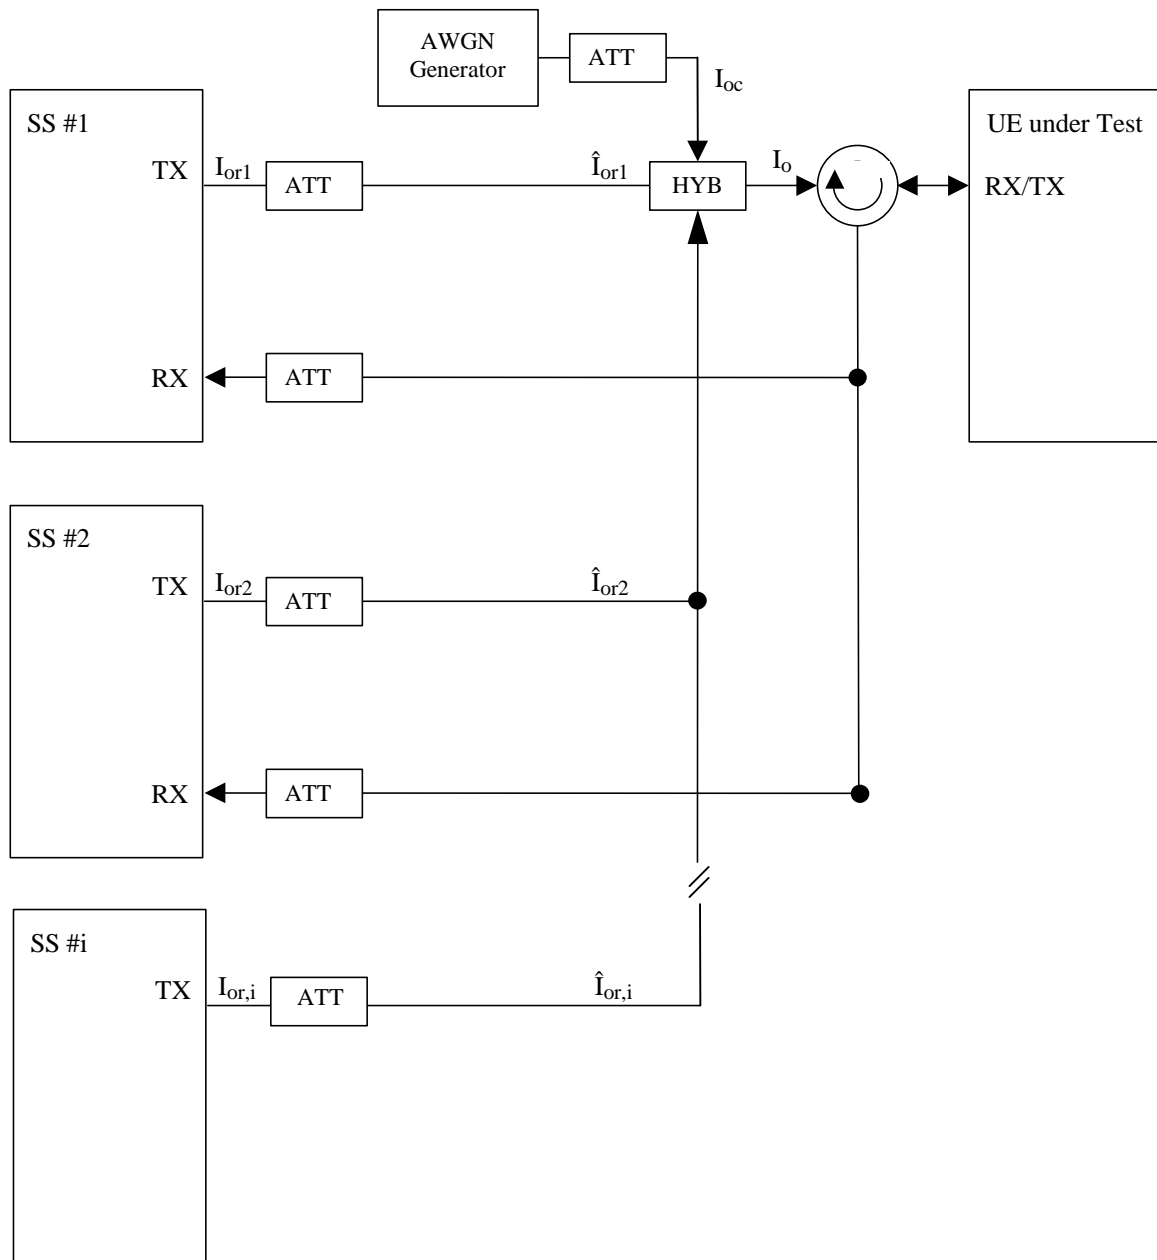 AWGN
Generator
ATT
I_oc
SS #1
TX
I_or1
ATT
Î_or1
HYB
I_o
UE under Test
RX/TX
RX
ATT
SS #2
TX
I_or2
ATT
Î_or2
RX
ATT
SS #i
TX
I_or,i
ATT
Î_or,i